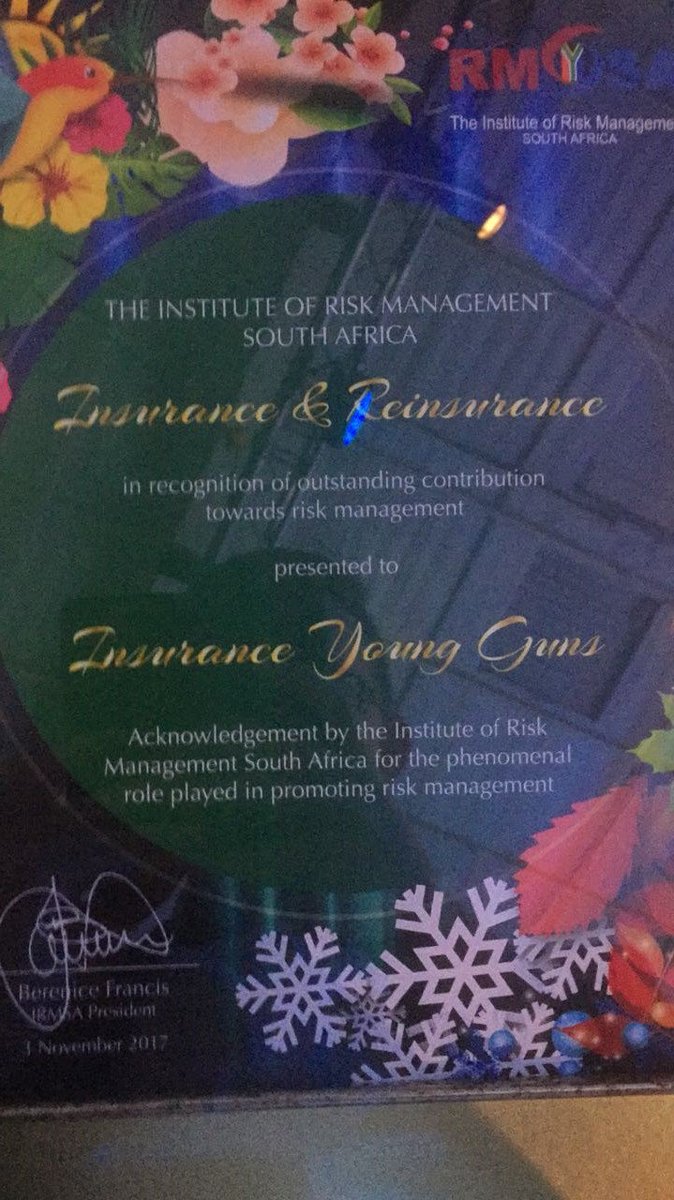 The Institute of Risk Manageme
SOUTH AFRICA
THE INSTITUTE OF RISK MANAGEMENT
SOUTH AFRICA
Insurance & Reinsurance
in recognition of outstanding contribution
towards risk management
presented to
Insurance Young Guns
Acknowledgement by the Institute of Risk
Management South Africa for the phenomenal
role played in promoting risk management
Berenice Francis
IRMSA President
November 2017